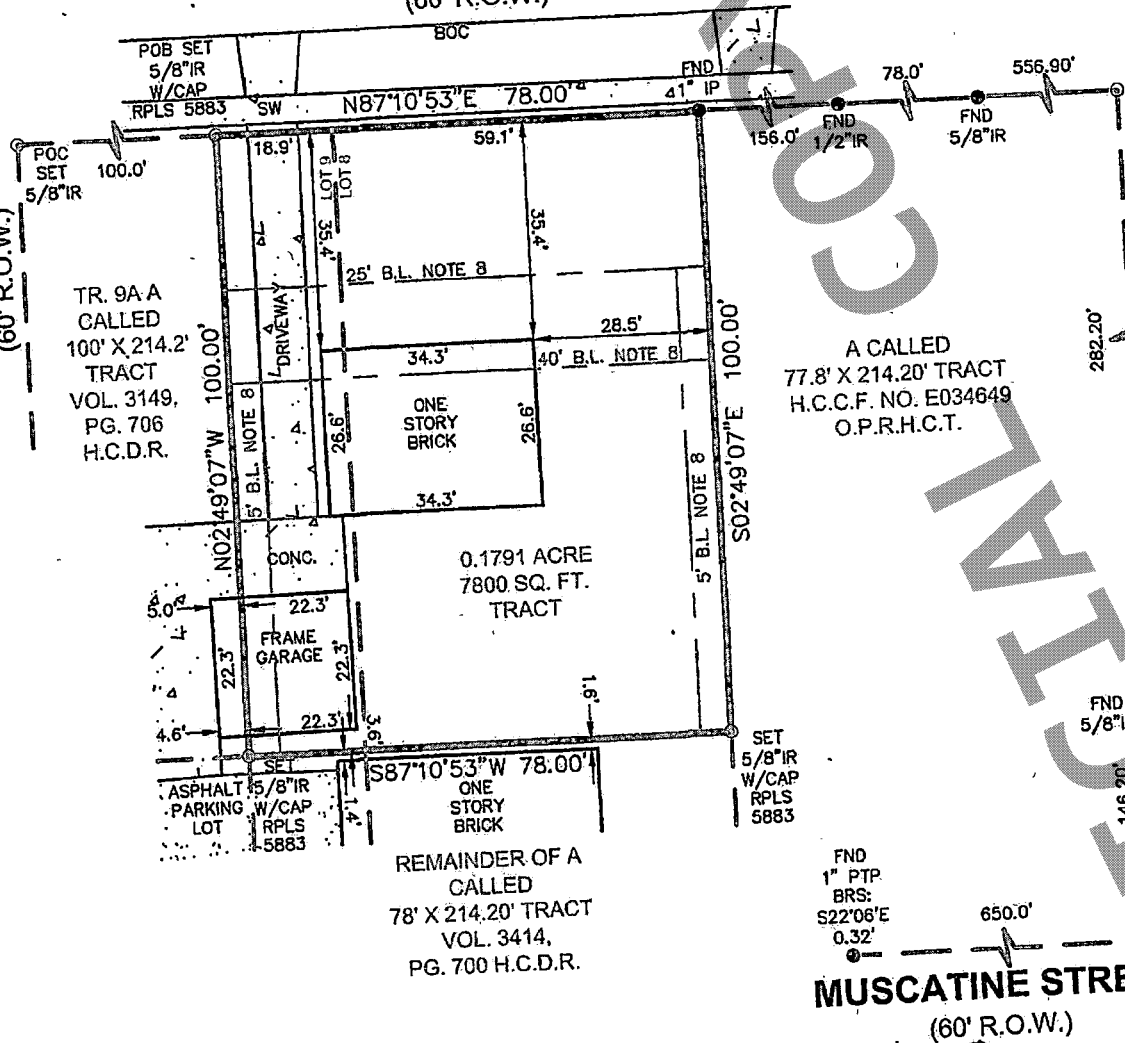 (60' R.O.W.)
BOC
POB SET
5/8"IR
W/CAP
RPLS 5883
SW
N87°10'53"E 78.00'
FND
1" IP
78.0'
556.90'
156.0'
FND
1/2"IR
FND
5/8"IR
POC
SET
5/8"IR
100.0'
(60' R.O.W.)
18.9'
59.1'
LOT 9
LOT 8
35.4'
35.4'
25' B.L. NOTE 8
DRIVEWAY
28.5'
34.3'
40' B.L. NOTE 8
TR. 9A-A
CALLED
100' X 214.2'
TRACT
VOL. 3149,
PG. 706
H.C.D.R.
N02°49'07"W 100.00'
5' B.L. NOTE 8
26.6'
ONE
STORY
BRICK
26.6'
34.3'
5' B.L. NOTE 8
S02°49'07"E 100.00'
A CALLED
77.8' X 214.20' TRACT
H.C.C.F. NO. E034649
O.P.R.H.C.T.
282.20'
CONC.
0.1791 ACRE
7800 SQ. FT.
TRACT
5.0'
22.3'
FRAME
GARAGE
22.3'
22.3'
4.6'
22.3'
3.6'
1.6'
S87°10'53"W 78.00'
SET
5/8"IR
W/CAP
RPLS
5883
ASPHALT
PARKING
LOT
SET
5/8"IR
W/CAP
RPLS
5883
1.4'
ONE
STORY
BRICK
FND
146.20'
REMAINDER OF A
CALLED
78' X 214.20' TRACT
VOL. 3414,
PG. 700 H.C.D.R.
FND
1" PTP
BRS:
S22°06'E
0.32'
650.0'
MUSCATINE STRE
(60' R.O.W.)